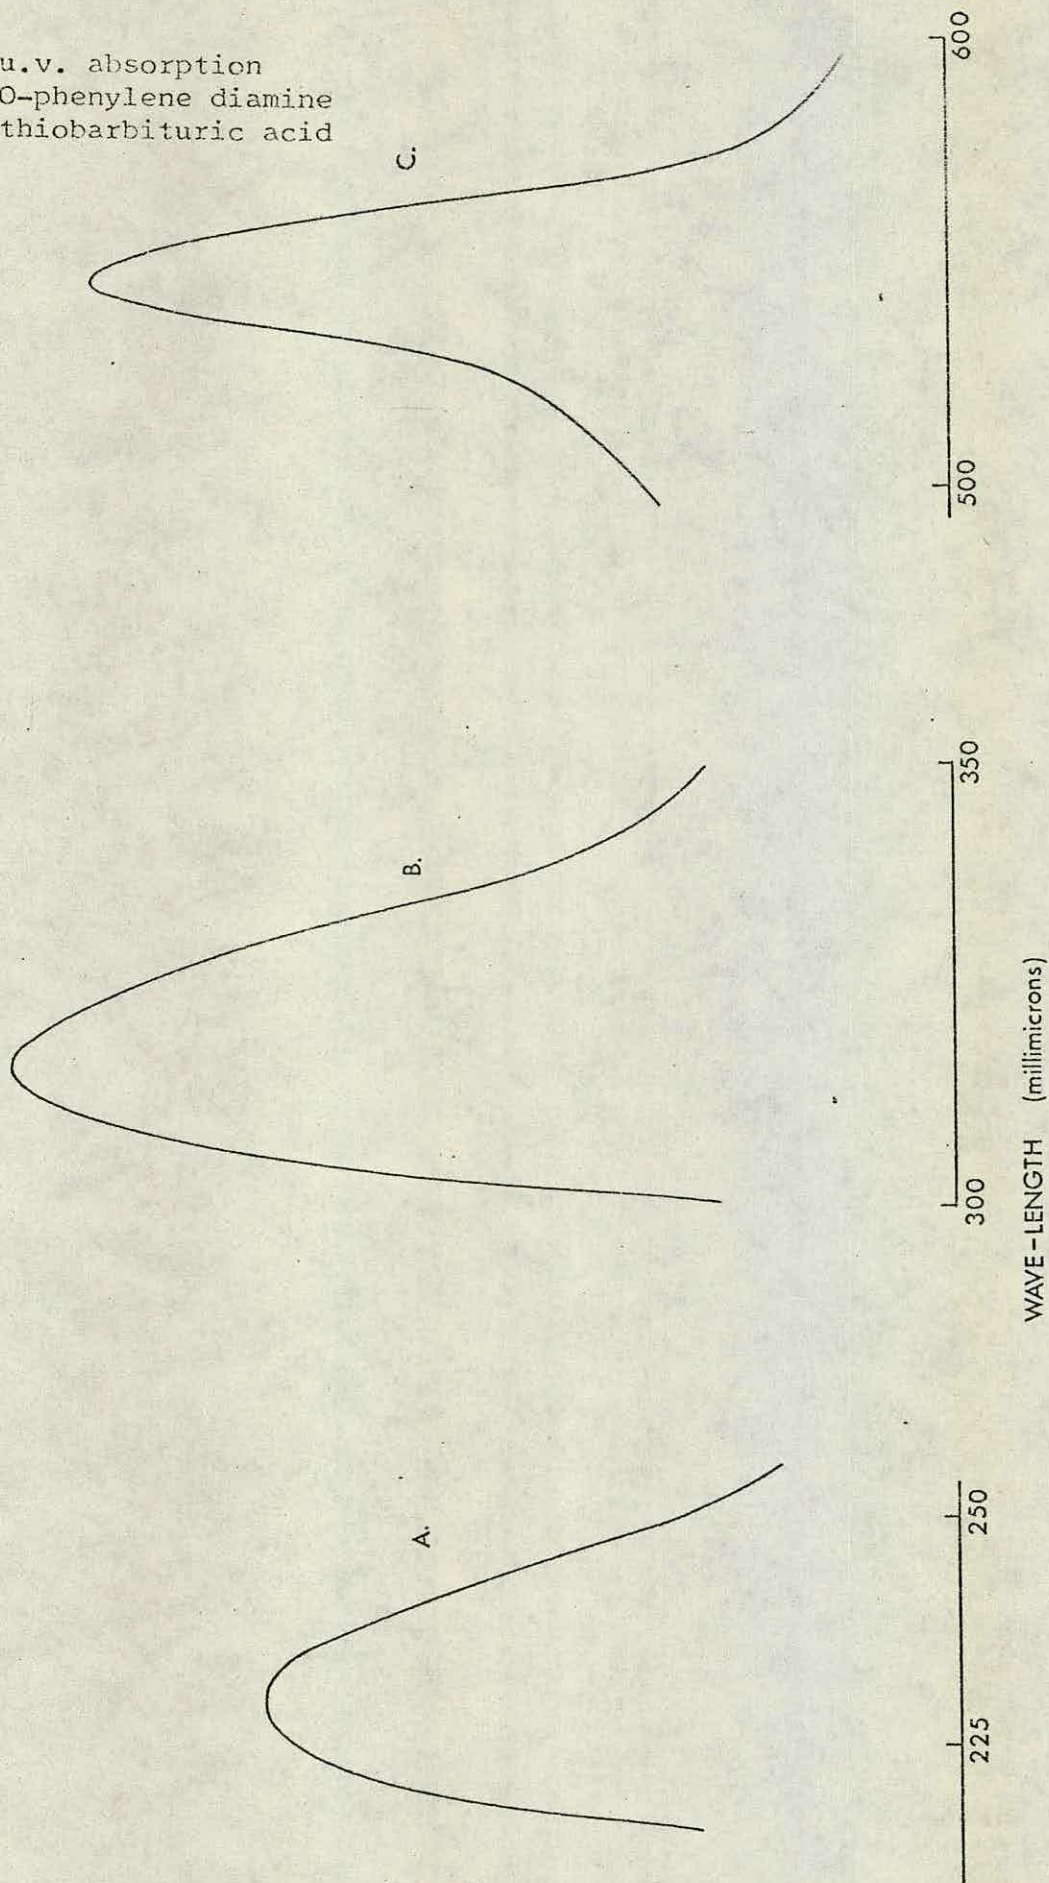 u.v. absorption
O-phenylene diamine
thiobarbituric acid
A.
B.
C.
225
250
300
350
500
600
WAVE-LENGTH (millimicrons)